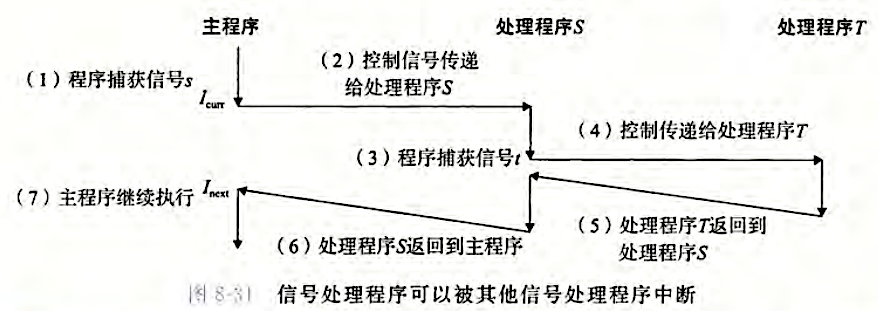 主程序
处理程序S
处理程序T
(1)程序捕获信号s
I_curr
(2)控制信号传递
给处理程序S
(3)程序捕获信号t
(4)控制传递给处理程序T
(5)处理程序T返回到
处理程序S
(6)处理程序S返回到主程序
(7)主程序继续执行
I_next
图 8-31 信号处理程序可以被其他信号处理程序中断